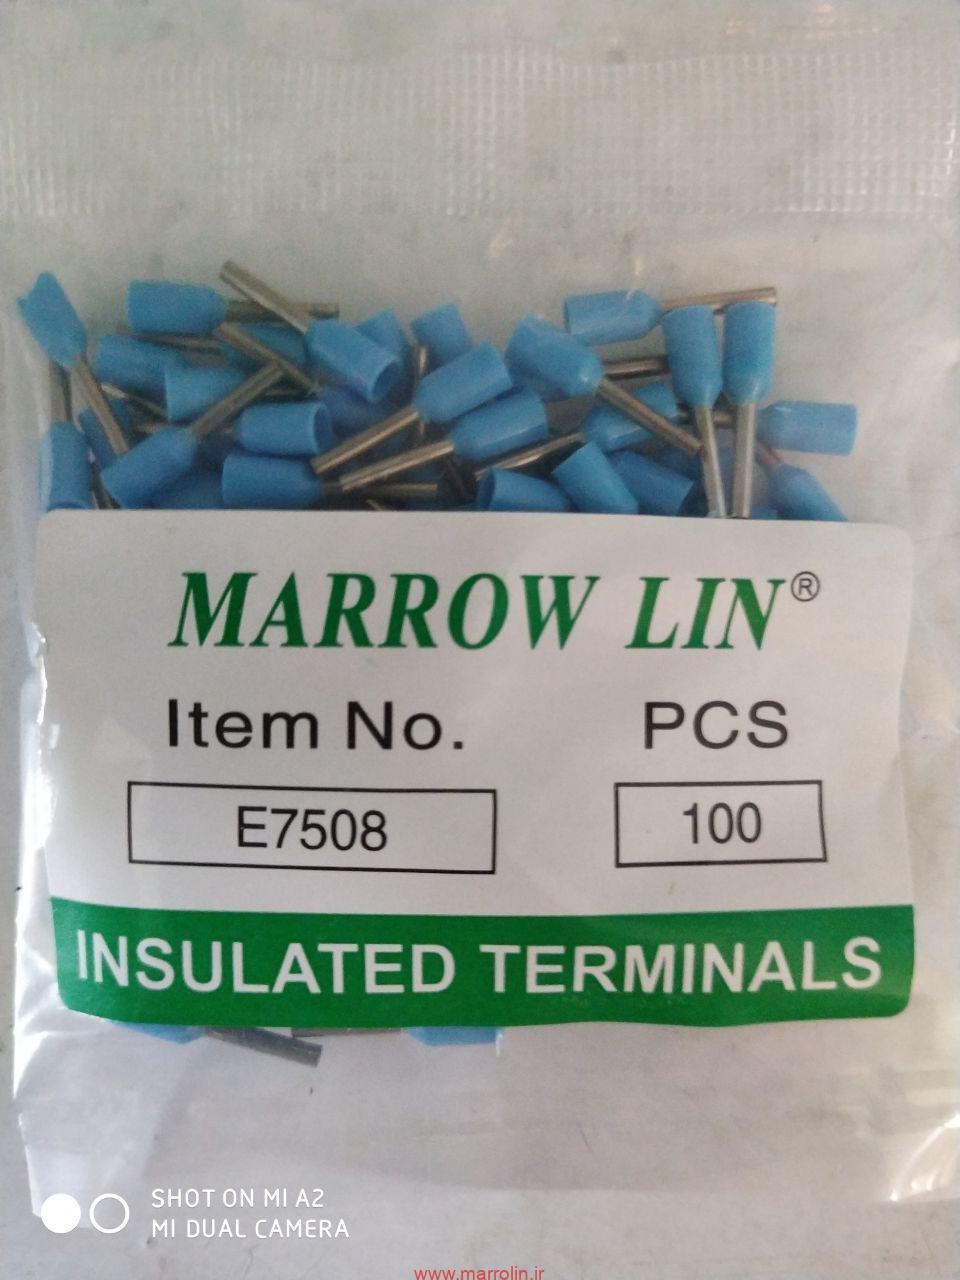 MARROW LIN®
Item No. PCS
E7508 100
INSULATED TERMINALS
SHOT ON MI A2
MI DUAL CAMERA
www.marrolin.ir